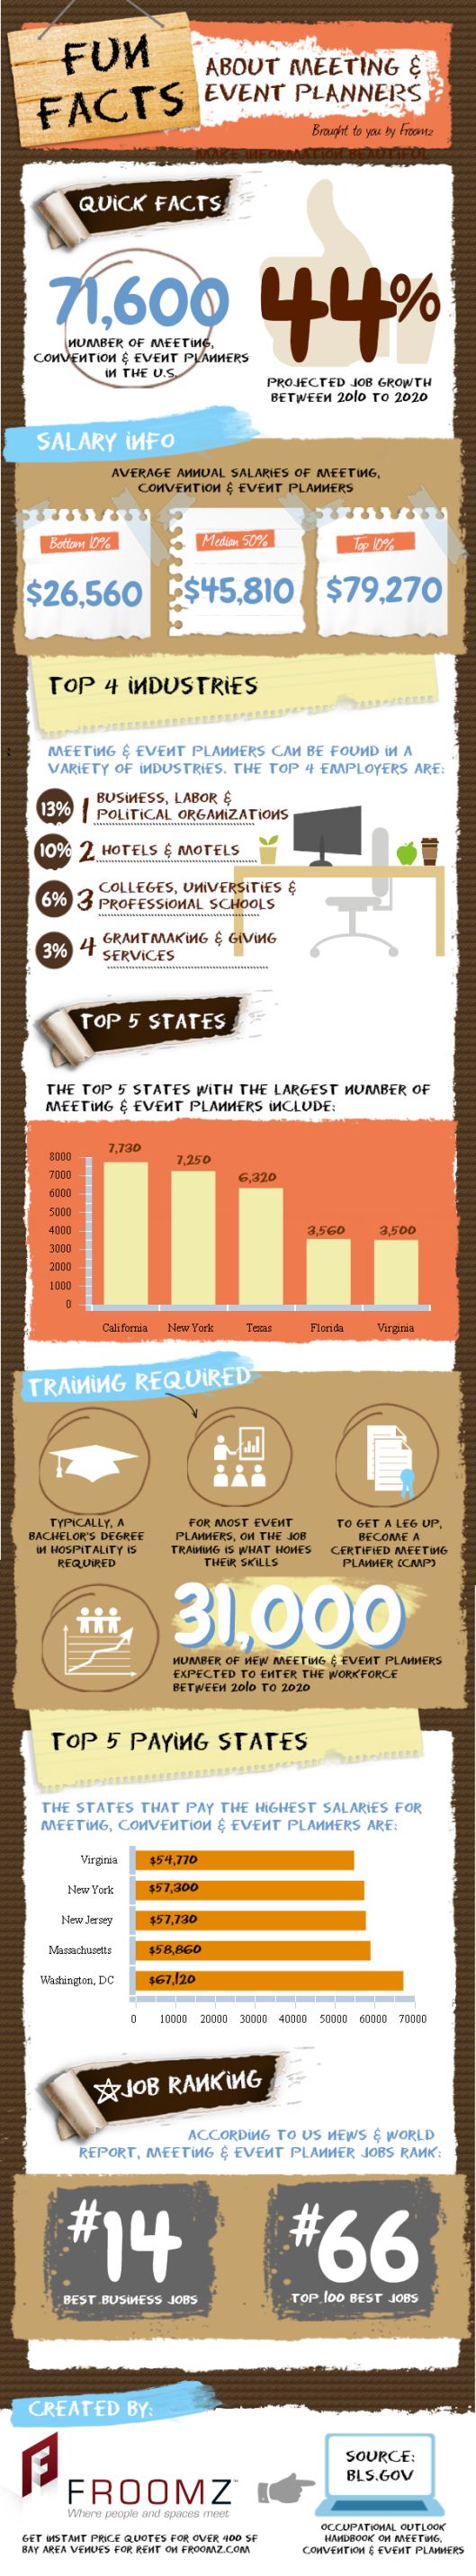 FUN
FACTS
ABOUT MEETING &
EVENT PLANNERS
Brought to you by Froomz
MAKE INFORMATION BEAUTIFUL
QUICK FACTS
71,600
NUMBER OF MEETING,
CONVENTION & EVENT PLANNERS
IN THE U.S.
44%
PROJECTED JOB GROWTH
BETWEEN 2010 TO 2020
SALARY INFO
AVERAGE ANNUAL SALARIES OF MEETING,
CONVENTION & EVENT PLANNERS
Bottom 10%
$26,560
Median 50%
$45,810
Top 10%
$79,270
TOP 4 INDUSTRIES
MEETING & EVENT PLANNERS CAN BE FOUND IN A
VARIETY OF INDUSTRIES. THE TOP 4 EMPLOYERS ARE:
13% 1 BUSINESS, LABOR &
POLITICAL ORGANIZATIONS
10% 2 HOTELS & MOTELS
6% 3 COLLEGES, UNIVERSITIES &
PROFESSIONAL SCHOOLS
3% 4 GRANTMAKING & GIVING
SERVICES
TOP 5 STATES
THE TOP 5 STATES WITH THE LARGEST NUMBER OF
MEETING & EVENT PLANNERS INCLUDE:
7,730
7,250
6,320
3,560
3,500
8000
7000
6000
5000
4000
3000
2000
1000
0
California New York Texas Florida Virginia
TRAINING REQUIRED
TYPICALLY, A
BACHELOR'S DEGREE
IN HOSPITALITY IS
REQUIRED
FOR MOST EVENT
PLANNERS, ON THE JOB
TRAINING IS WHAT HONES
THEIR SKILLS
TO GET A LEG UP,
BECOME A
CERTIFIED MEETING
PLANNER (CMP)
31,000
NUMBER OF NEW MEETING & EVENT PLANNERS
EXPECTED TO ENTER THE WORKFORCE
BETWEEN 2010 TO 2020
TOP 5 PAYING STATES
THE STATES THAT PAY THE HIGHEST SALARIES FOR
MEETING, CONVENTION & EVENT PLANNERS ARE:
Virginia $54,770
New York $57,300
New Jersey $57,730
Massachusetts $58,860
Washington, DC $67,120
0 10000 20000 30000 40000 50000 60000 70000
JOB RANKING
ACCORDING TO US NEWS & WORLD
REPORT, MEETING & EVENT PLANNER JOBS RANK:
#14
BEST BUSINESS JOBS
#66
TOP 100 BEST JOBS
CREATED BY:
FROOMZ
Where people and spaces meet
GET INSTANT PRICE QUOTES FOR OVER 400 SF
BAY AREA VENUES FOR RENT ON FROOMZ.COM
SOURCE:
BLS.GOV
OCCUPATIONAL OUTLOOK
HANDBOOK ON MEETING,
CONVENTION & EVENT PLANNERS